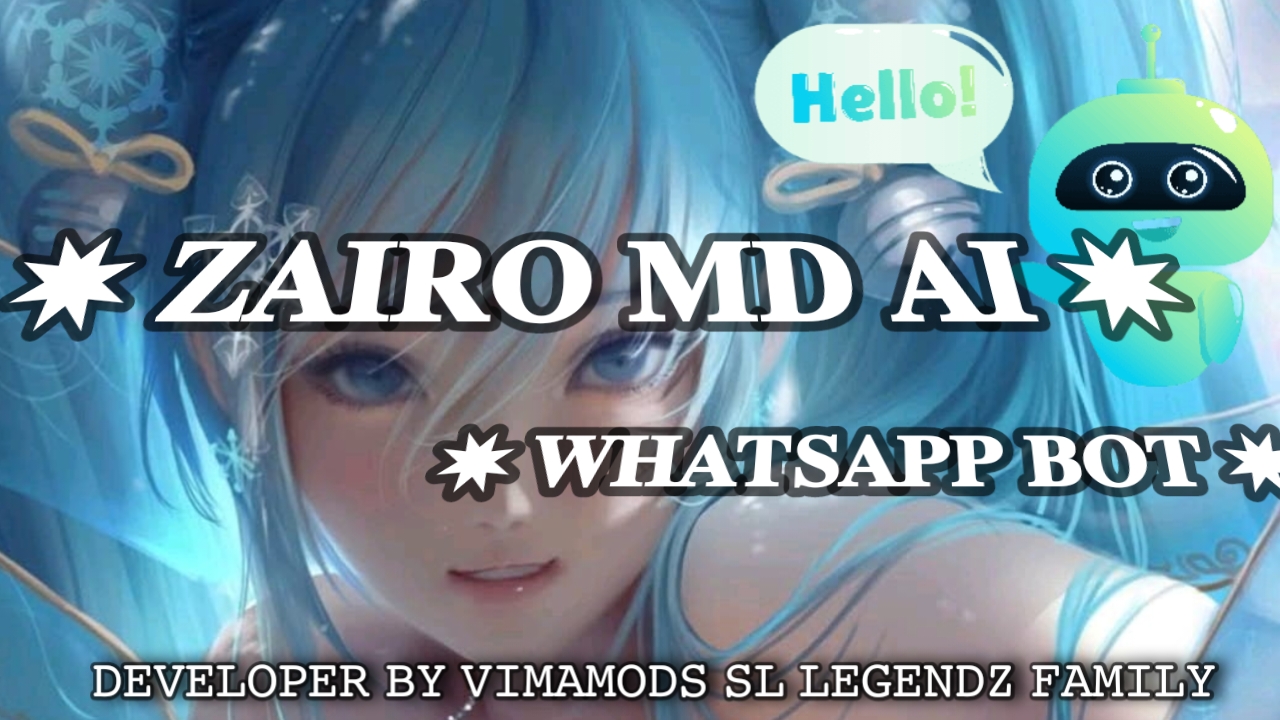 Hello!
ZAIRO MD AI
WHATSAPP BOT
DEVELOPER BY VIMAMODS SL LEGENDZ FAMILY